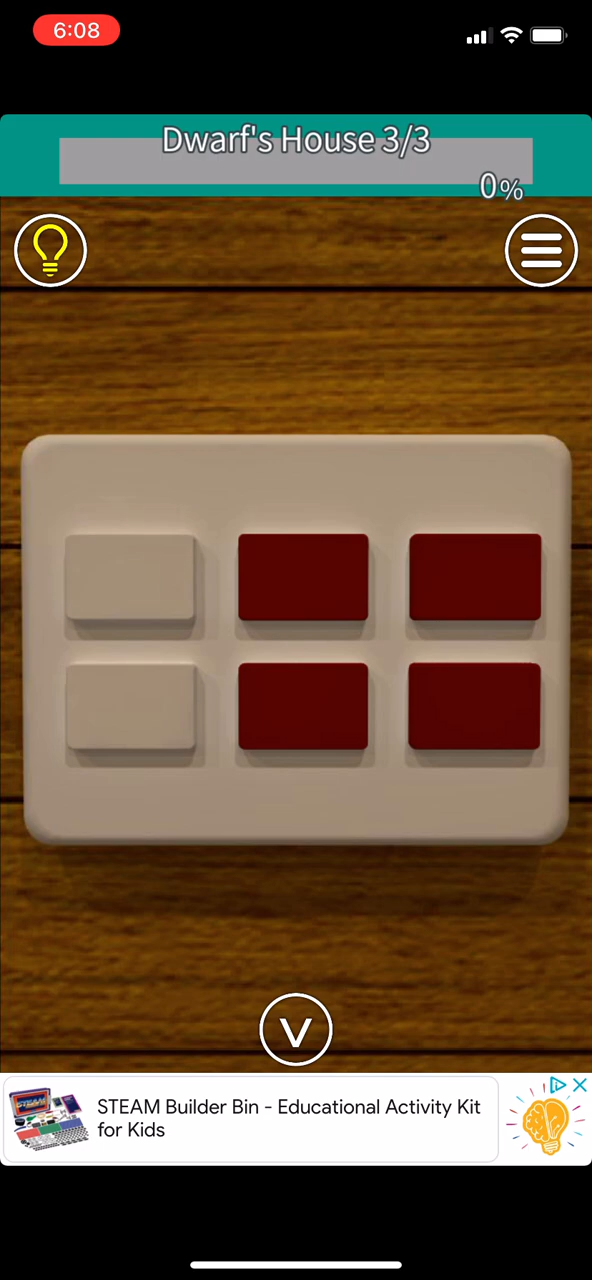 6:08
Dwarf's House 3/3
0%
STEAM Builder Bin - Educational Activity Kit
for Kids